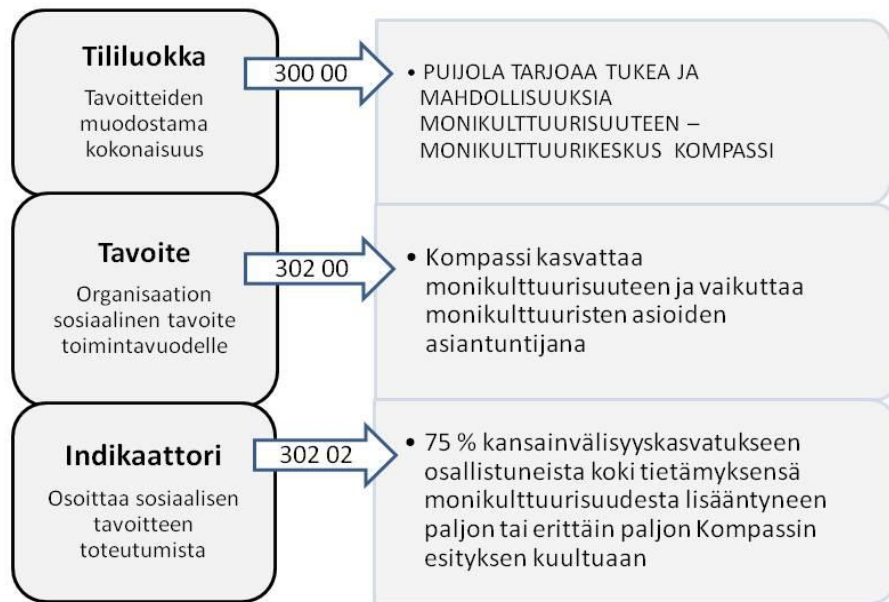 Tililuokka
Tavoitteiden
muodostama
kokonaisuus
300 00
• PUIJOLA TARJOAA TUKEA JA
MAHDOLLISUUKSIA
MONIKULTTUURISUUTEEN –
MONIKULTTUURIKESKUS KOMPASSI
Tavoite
Organisaation
sosiaalinen tavoite
toimintavuodelle
302 00
• Kompassi kasvattaa
monikulttuurisuuteen ja vaikuttaa
monikulttuuristen asioiden
asiantuntijana
Indikaattori
Osoittaa sosiaalisen
tavoitteen
toteutumista
302 02
• 75 % kansainvälisyyskasvatukseen
osallistuneista koki tietämyksensä
monikulttuurisuudesta lisääntyneen
paljon tai erittäin paljon Kompassin
esityksen kuultuaan